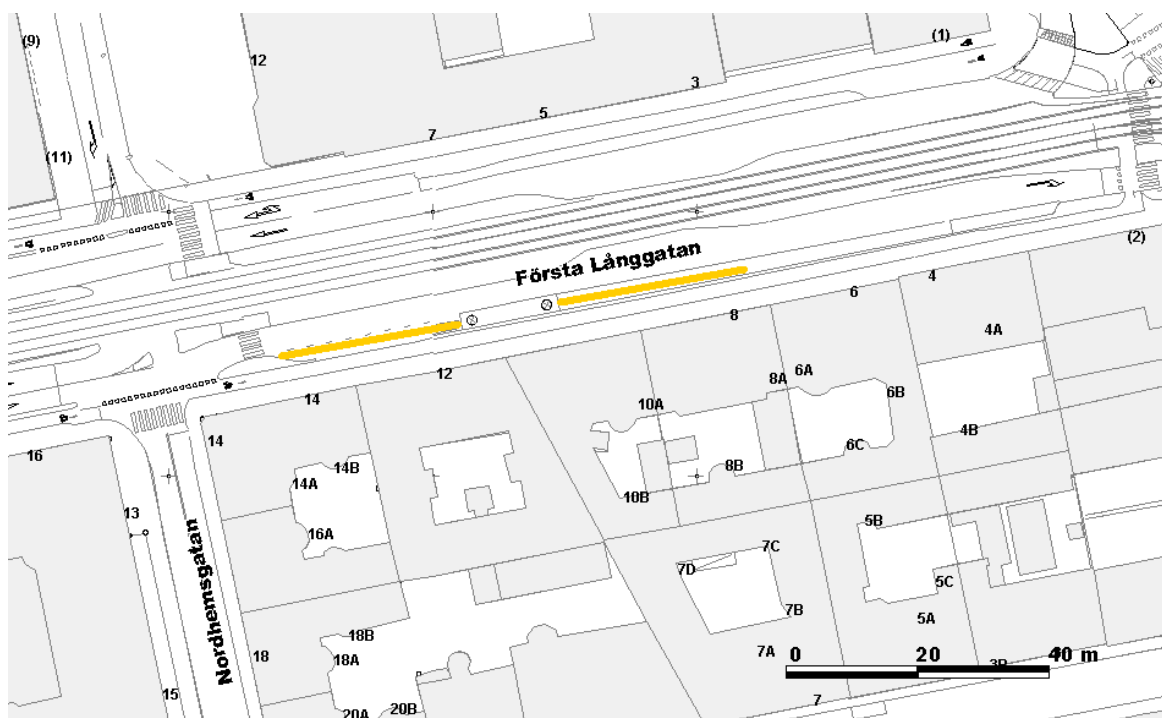 (9)
12
(1)
3
5
7
(11)
(2)
Första Långgatan
4
6
8
4A
12
6A
8A
6B
14
10A
14
4B
16
6C
14B
8B
14A
10B
13
5B
16A
7C
7D
5C
7B
5A
Nordhemsgatan
18B
7A
18
18A
0
20
40 m
15
7
20B
20A